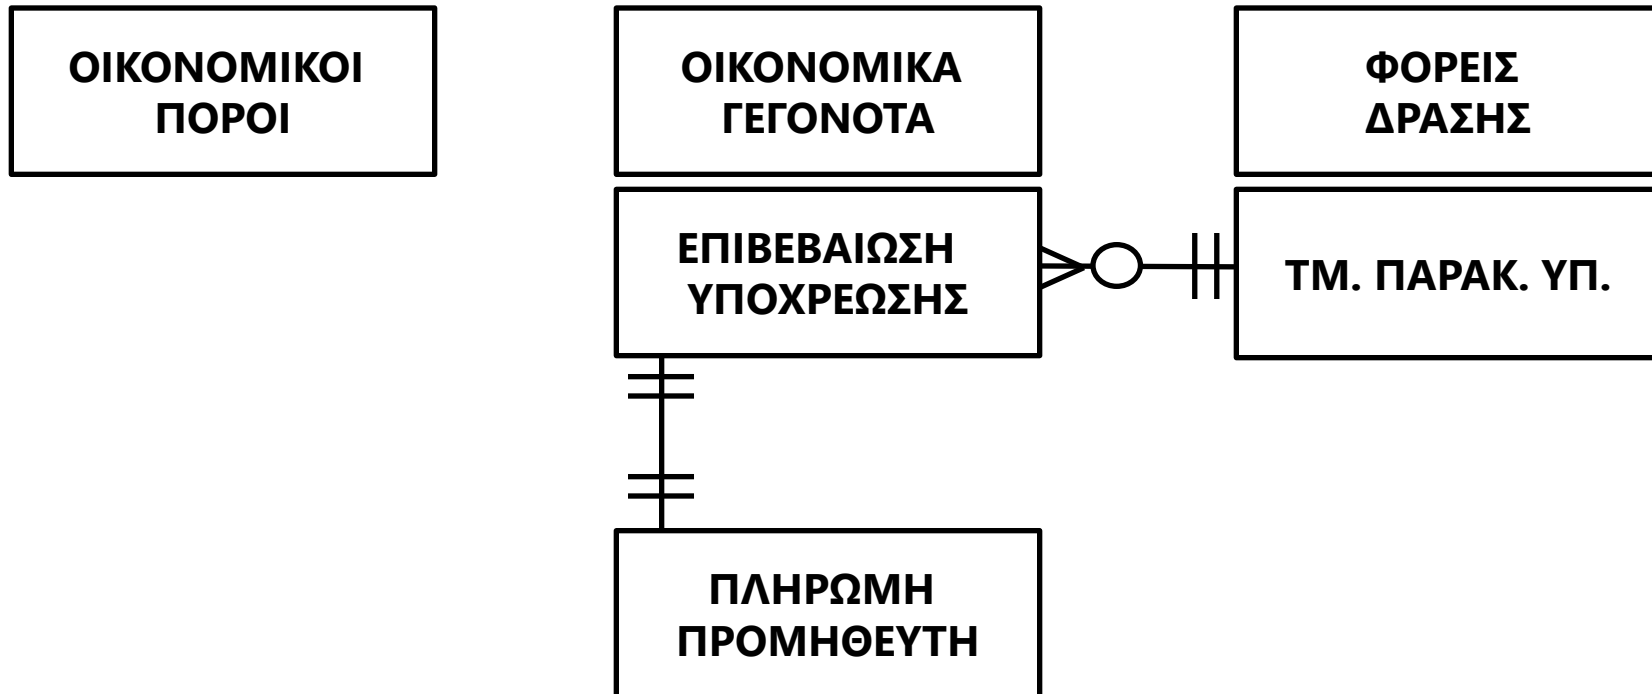 ΟΙΚΟΝΟΜΙΚΟΙ
ΠΟΡΟΙ
ΟΙΚΟΝΟΜΙΚΑ
ΓΕΓΟΝΟΤΑ
ΦΟΡΕΙΣ
ΔΡΑΣΗΣ
ΕΠΙΒΕΒΑΙΩΣΗ
ΥΠΟΧΡΕΩΣΗΣ
ΤΜ. ΠΑΡΑΚ. ΥΠ.
ΠΛΗΡΩΜΗ
ΠΡΟΜΗΘΕΥΤΗ